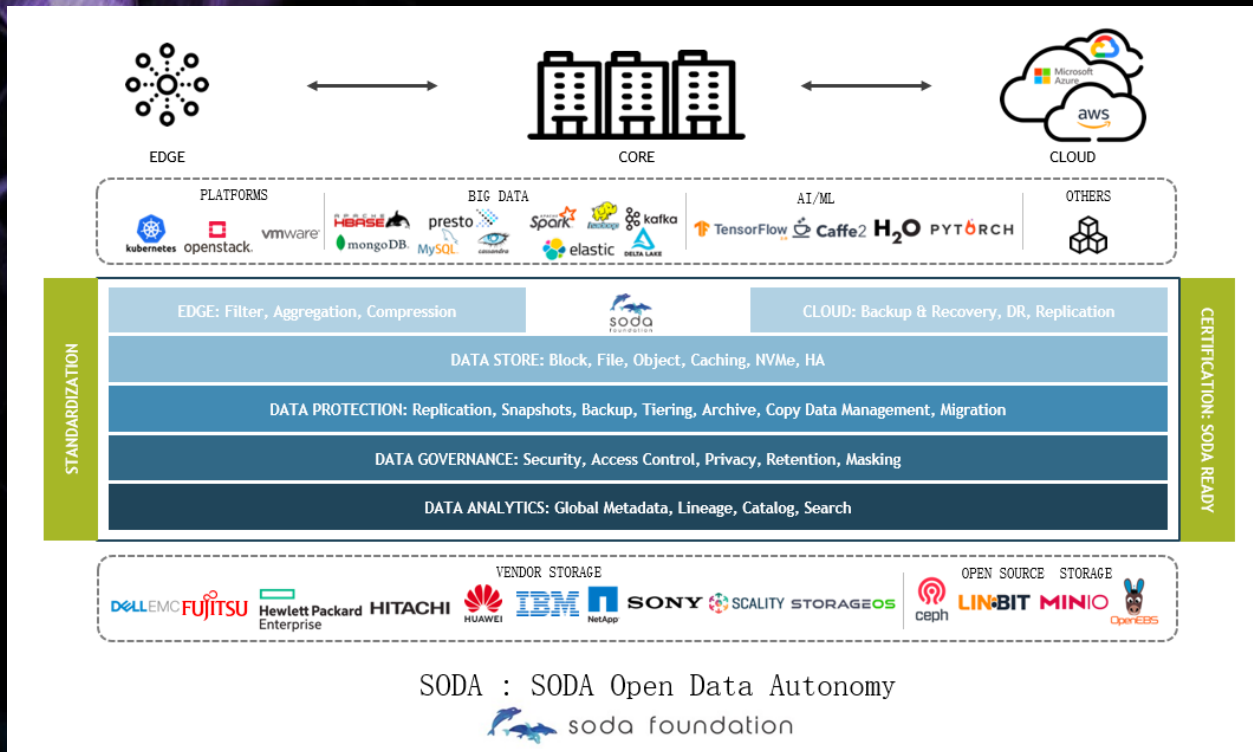 Microsoft
Azure
aws
EDGE
CORE
CLOUD
PLATFORMS
BIG DATA
AI/ML
OTHERS
kubernetes
openstack.
vmware
APACHE
HBASE
mongoDB.
presto
MySQL
cassandra
APACHE
Spark
hadoop
kafka
elastic
DELTA LAKE
TensorFlow
Caffe2
H2O
PYTORCH
STANDARDIZATION
EDGE: Filter, Aggregation, Compression
soda
foundation
CLOUD: Backup & Recovery, DR, Replication
DATA STORE: Block, File, Object, Caching, NVMe, HA
DATA PROTECTION: Replication, Snapshots, Backup, Tiering, Archive, Copy Data Management, Migration
DATA GOVERNANCE: Security, Access Control, Privacy, Retention, Masking
DATA ANALYTICS: Global Metadata, Lineage, Catalog, Search
CERTIFICATION: SODA READY
VENDOR STORAGE
OPEN SOURCE STORAGE
DELLEMC
FUJITSU
Hewlett Packard
Enterprise
HITACHI
HUAWEI
IBM
NetApp
SONY
SCALITY
STORAGEOS
ceph
LINBIT
MINIO
OpenEBS
SODA : SODA Open Data Autonomy
soda foundation